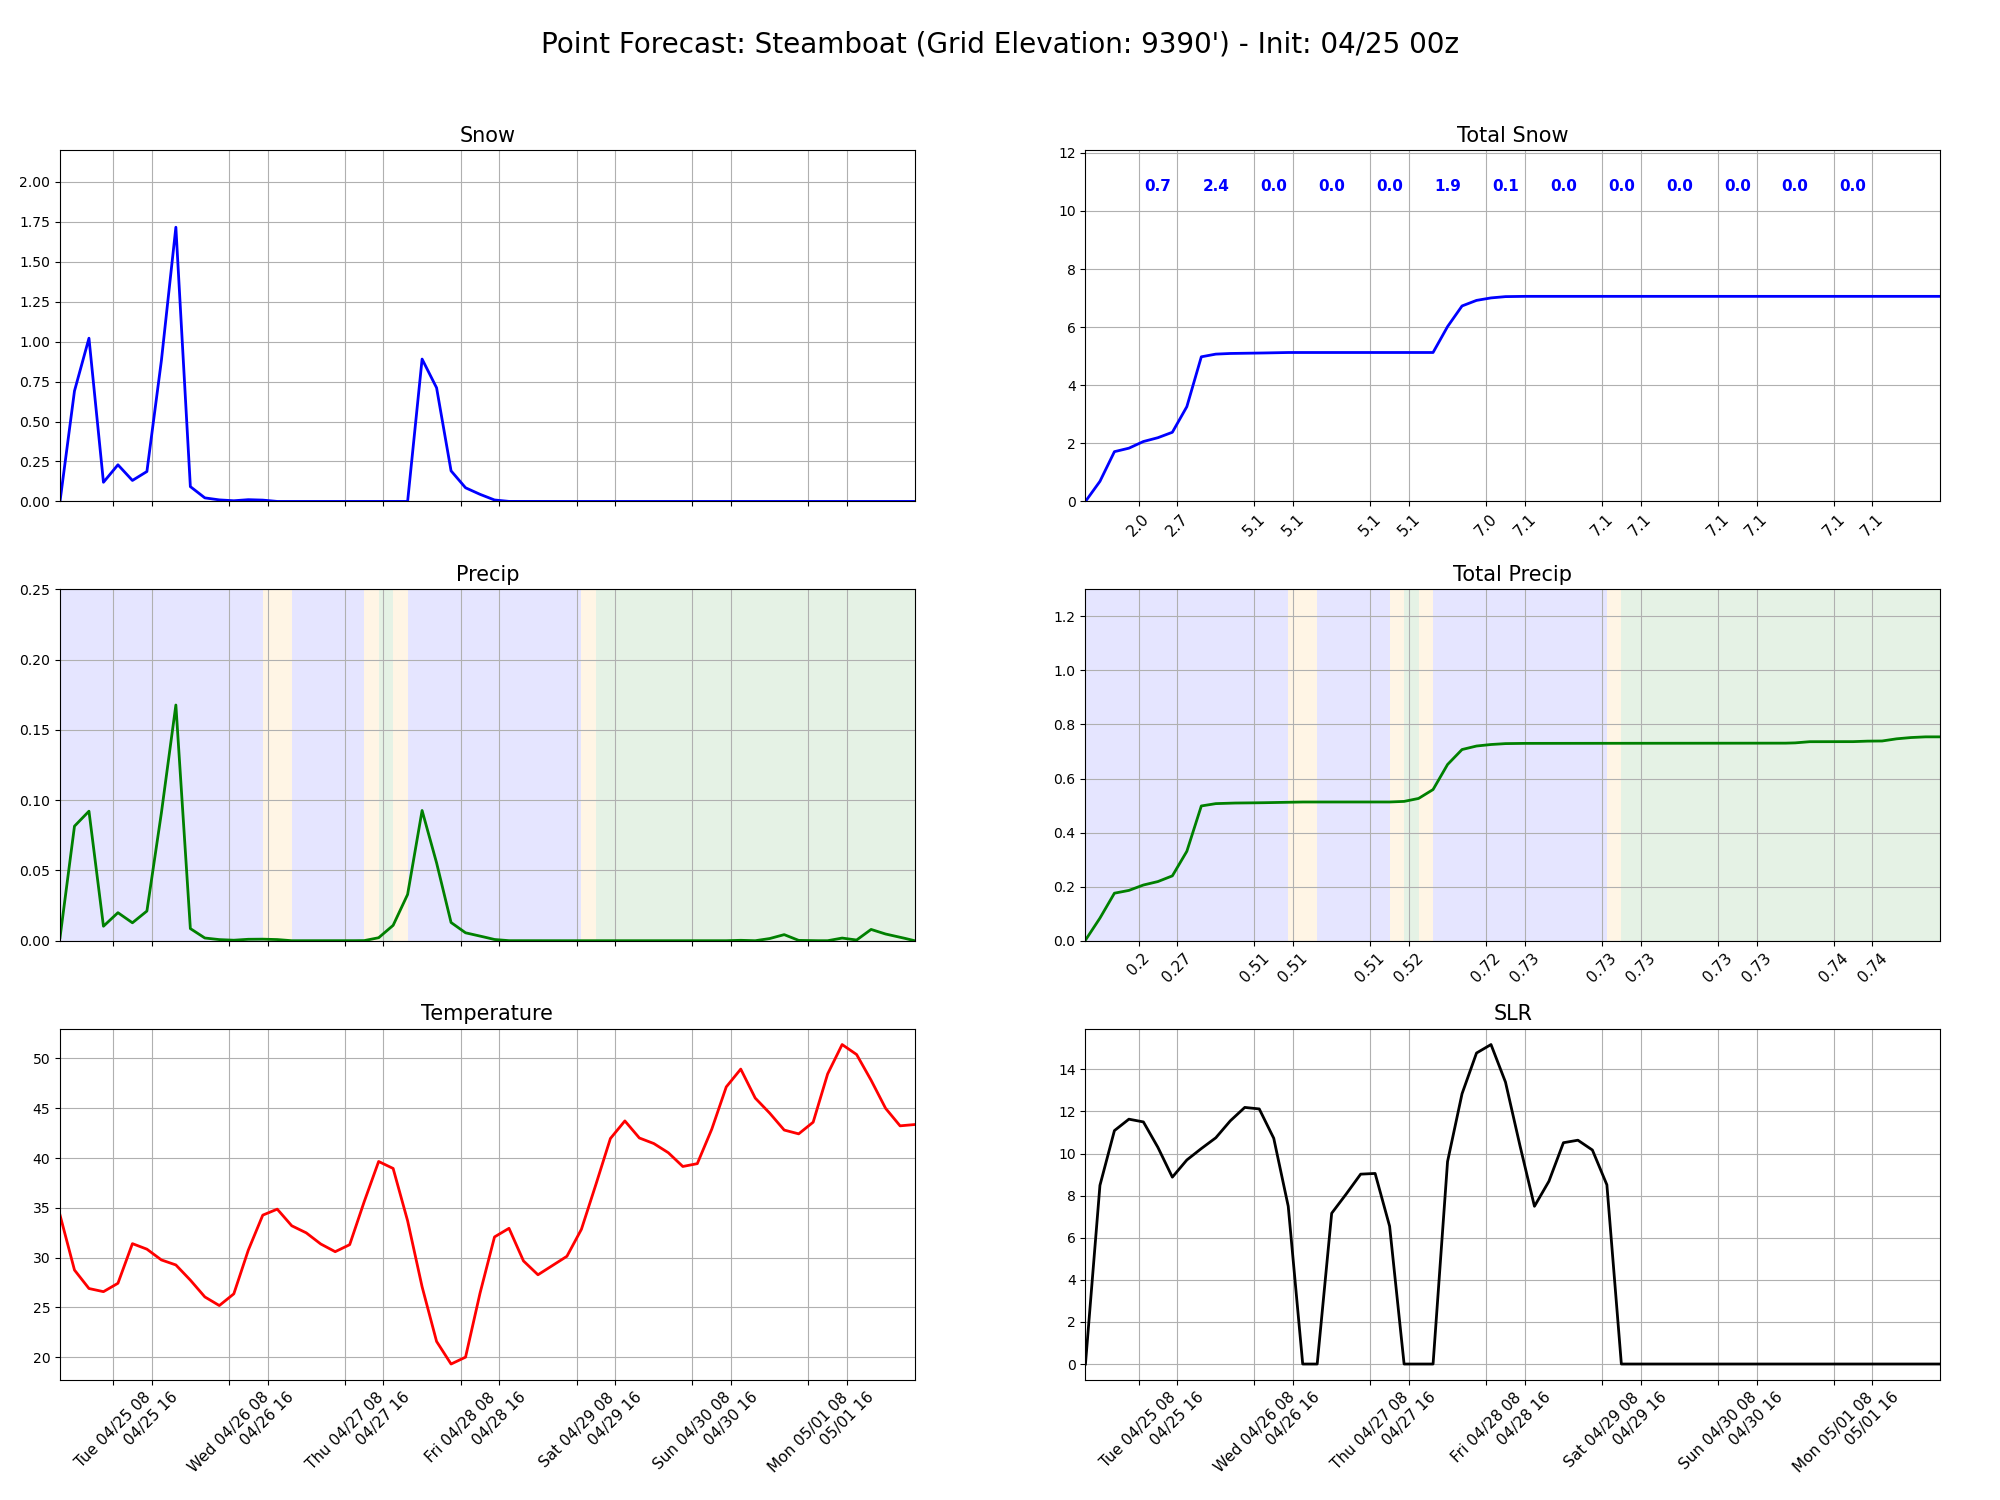 Point Forecast: Steamboat (Grid Elevation: 9390') - Init: 04/25 00z
Snow
2.00
1.75
1.50
1.25
1.00
0.75
0.50
0.25
0.00
Total Snow
12
10
8
6
4
2
0
0.7 2.4 0.0 0.0 0.0 1.9 0.1 0.0 0.0 0.0 0.0 0.0 0.0
2.0 2.7 5.1 5.1 5.1 5.1 7.0 7.1 7.1 7.1 7.1 7.1 7.1 7.1
Precip
0.25
0.20
0.15
0.10
0.05
0.00
Total Precip
1.2
1.0
0.8
0.6
0.4
0.2
0.0
0.2 0.27 0.51 0.51 0.51 0.52 0.72 0.73 0.73 0.73 0.73 0.73 0.74 0.74
Temperature
50
45
40
35
30
25
20
Tue 04/25 08
04/25 16
Wed 04/26 08
04/26 16
Thu 04/27 08
04/27 16
Fri 04/28 08
04/28 16
Sat 04/29 08
04/29 16
Sun 04/30 08
04/30 16
Mon 05/01 08
05/01 16
SLR
14
12
10
8
6
4
2
0
Tue 04/25 08
04/25 16
Wed 04/26 08
04/26 16
Thu 04/27 08
04/27 16
Fri 04/28 08
04/28 16
Sat 04/29 08
04/29 16
Sun 04/30 08
04/30 16
Mon 05/01 08
05/01 16